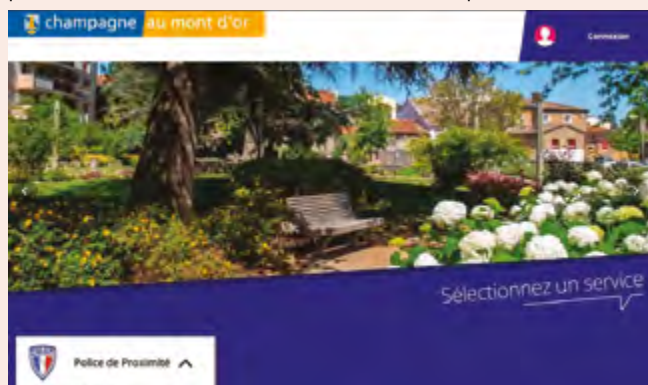 champagne au mont d'or
Connexion
Sélectionnez un service
Police de Proximité